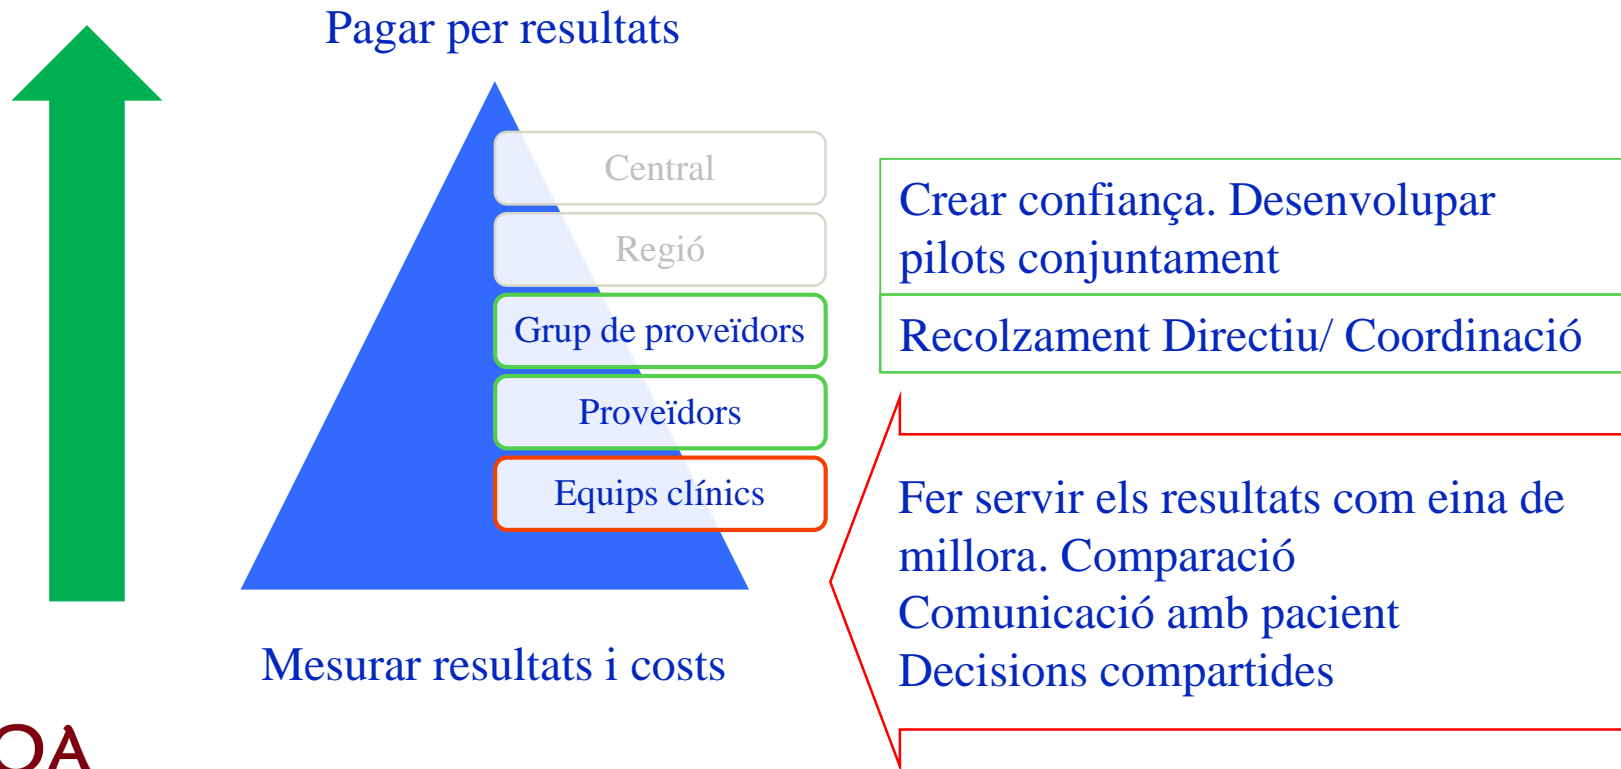 Pagar per resultats
Central
Regió
Grup de proveïdors
Proveïdors
Equips clínics
Mesurar resultats i costs
Crear confiança. Desenvolupar
pilots conjuntament
Recolzament Directiu/ Coordinació
Fer servir els resultats com eina de
millora. Comparació
Comunicació amb pacient
Decisions compartides